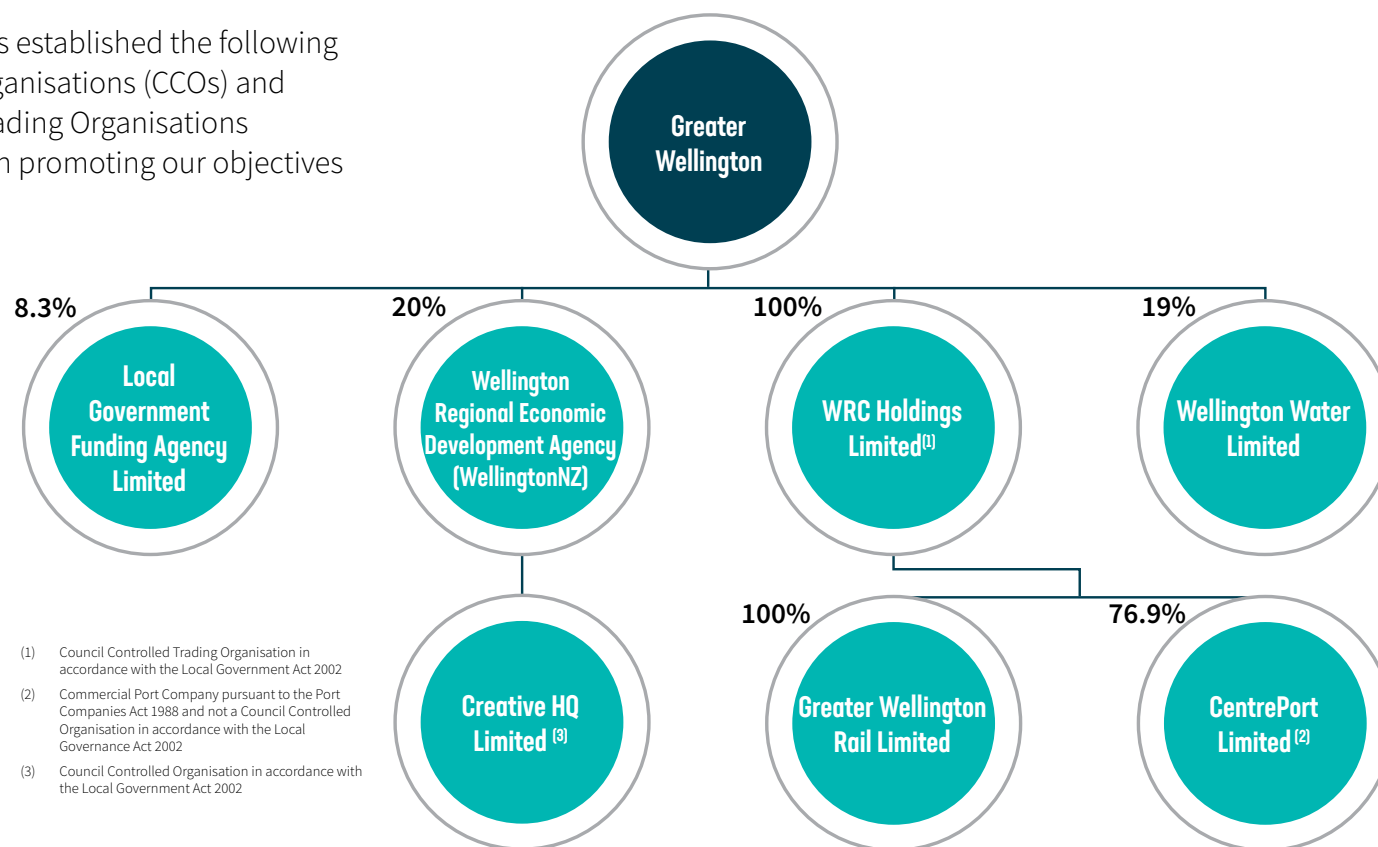 s established the following
ganisations (CCOs) and
ading Organisations
n promoting our objectives
Greater
Wellington
8.3%
20%
100%
19%
Local
Government
Funding Agency
Limited
Wellington
Regional Economic
Development Agency
(WellingtonNZ)
WRC Holdings
Limited(1)
Wellington Water
Limited
100%
76.9%
Creative HQ
Limited (3)
Greater Wellington
Rail Limited
CentrePort
Limited (2)
(1) Council Controlled Trading Organisation in
accordance with the Local Government Act 2002
(2) Commercial Port Company pursuant to the Port
Companies Act 1988 and not a Council Controlled
Organisation in accordance with the Local
Governance Act 2002
(3) Council Controlled Organisation in accordance with
the Local Government Act 2002